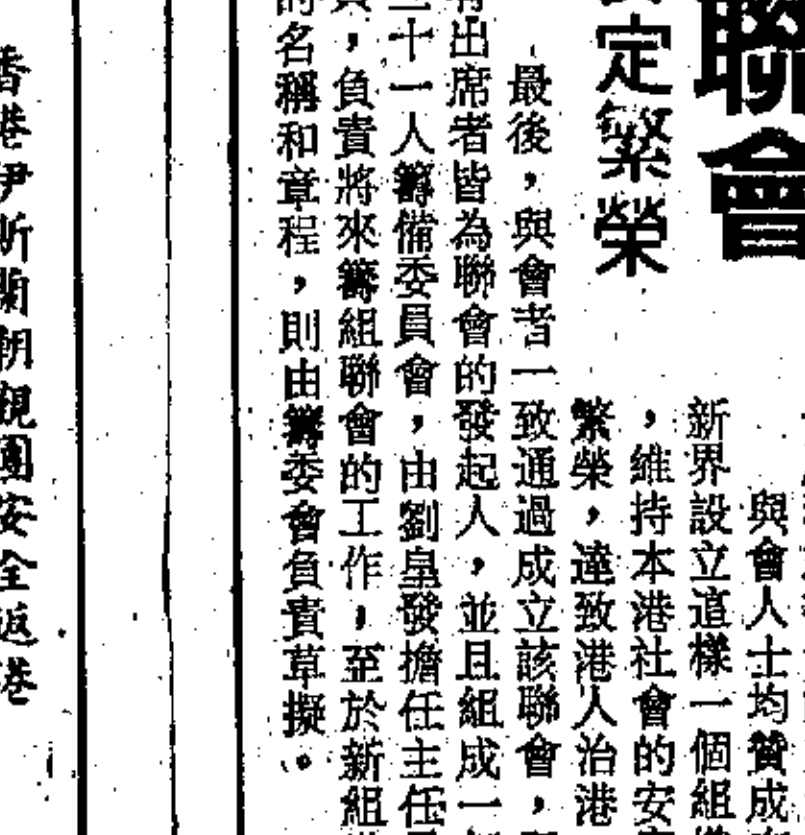 聯會
定繁榮
與會人士均贊成
新界設立這樣一個組
，維持本港社會的安
繁榮，達致港人治港
最後，與會者一致通過成立該聯會，
有出席者皆為聯會的發起人，並且組成一
十一人籌備委員會，由劉皇發擔任主任
，負責將來籌組聯會的工作，至於新組
的名稱和章程，則由籌委會負責草擬。
香港伊斯蘭朝覲團安全返港